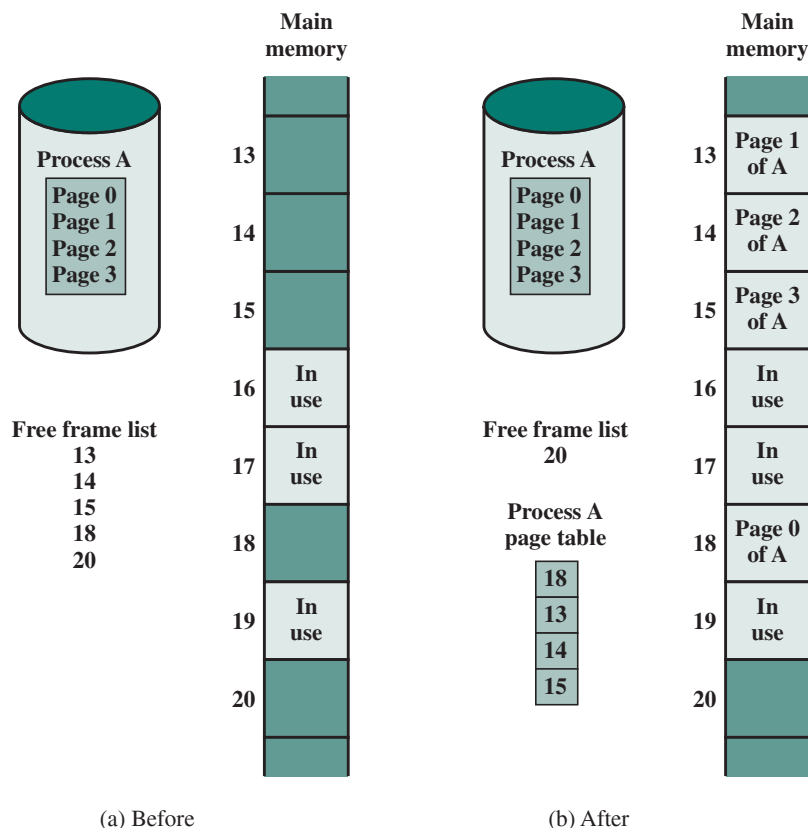 Main
memory
Process A
Page 0
Page 1
Page 2
Page 3
Free frame list
13
14
15
18
20
13
14
15
16
In
use
17
In
use
18
19
In
use
20
(a) Before
Main
memory
Process A
Page 0
Page 1
Page 2
Page 3
Free frame list
20
Process A
page table
18
13
14
15
13
Page 1
of A
14
Page 2
of A
15
Page 3
of A
16
In
use
17
In
use
18
Page 0
of A
19
In
use
20
(b) After